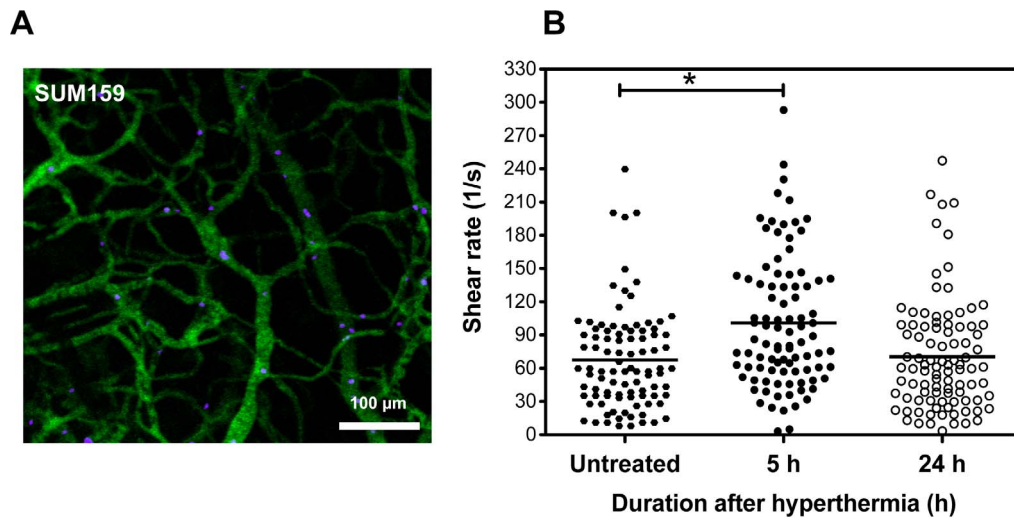 A
B
SUM159
100 µm
Shear rate (1/s)
330
300
270
240
210
180
150
120
90
60
30
0
*
Untreated
5 h
24 h
Duration after hyperthermia (h)